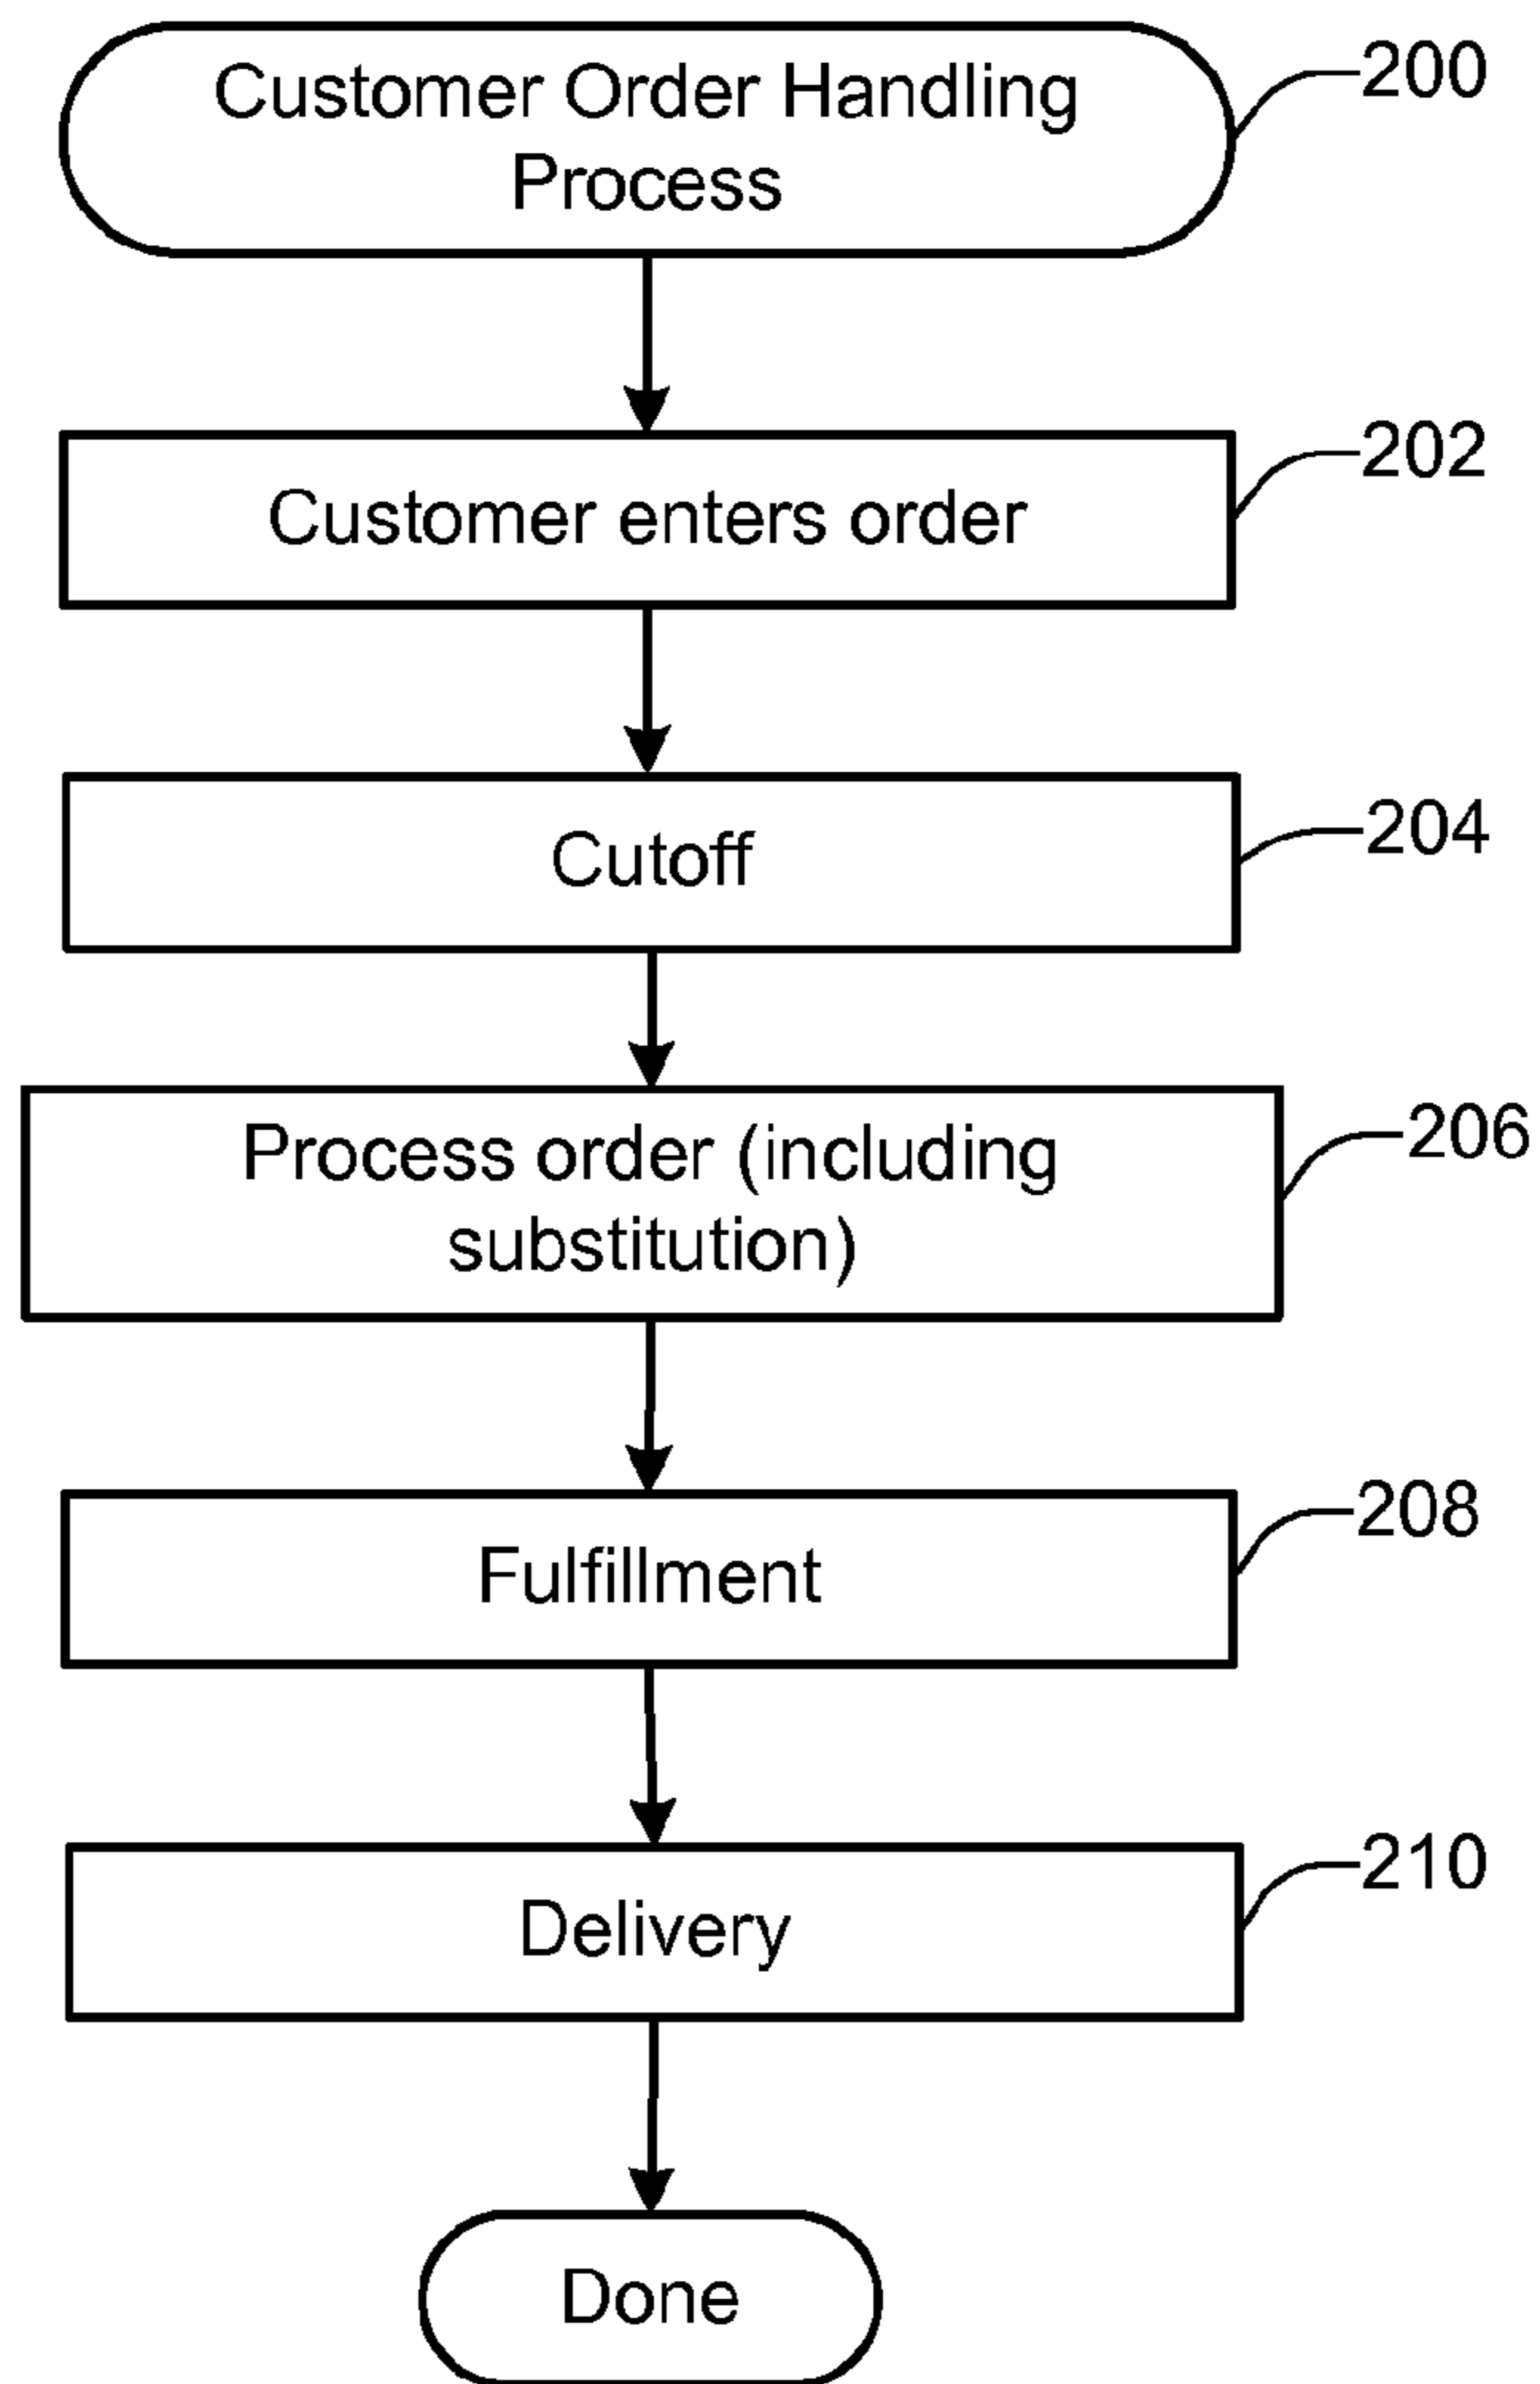 Customer Order Handling
Process
200
Customer enters order
202
Cutoff
204
Process order (including
substitution)
206
Fulfillment
208
Delivery
210
Done